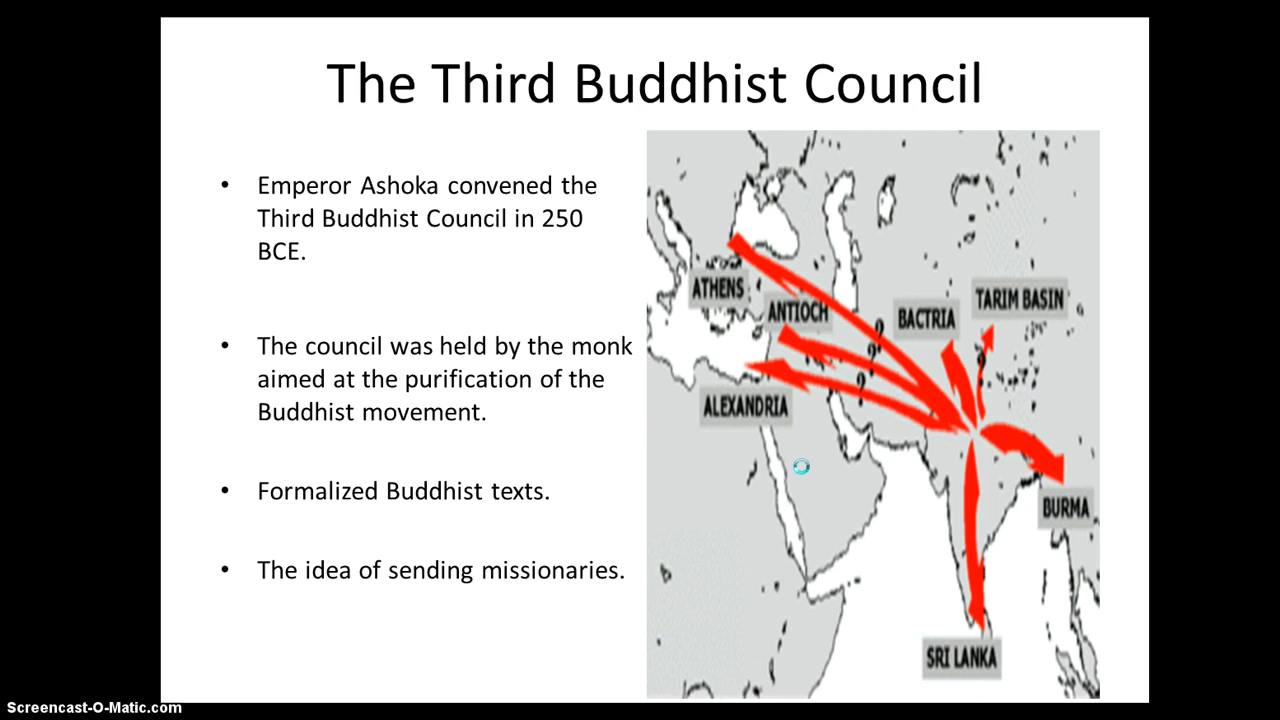 The Third Buddhist Council
• Emperor Ashoka convened the
Third Buddhist Council in 250
BCE.
• The council was held by the monk
aimed at the purification of the
Buddhist movement.
• Formalized Buddhist texts.
• The idea of sending missionaries.
ATHENS
ANTIOCH
BACTRIA
TARIM BASIN
?
?
?
?
ALEXANDRIA
BURMA
SRI LANKA
Screencast-O-Matic.com